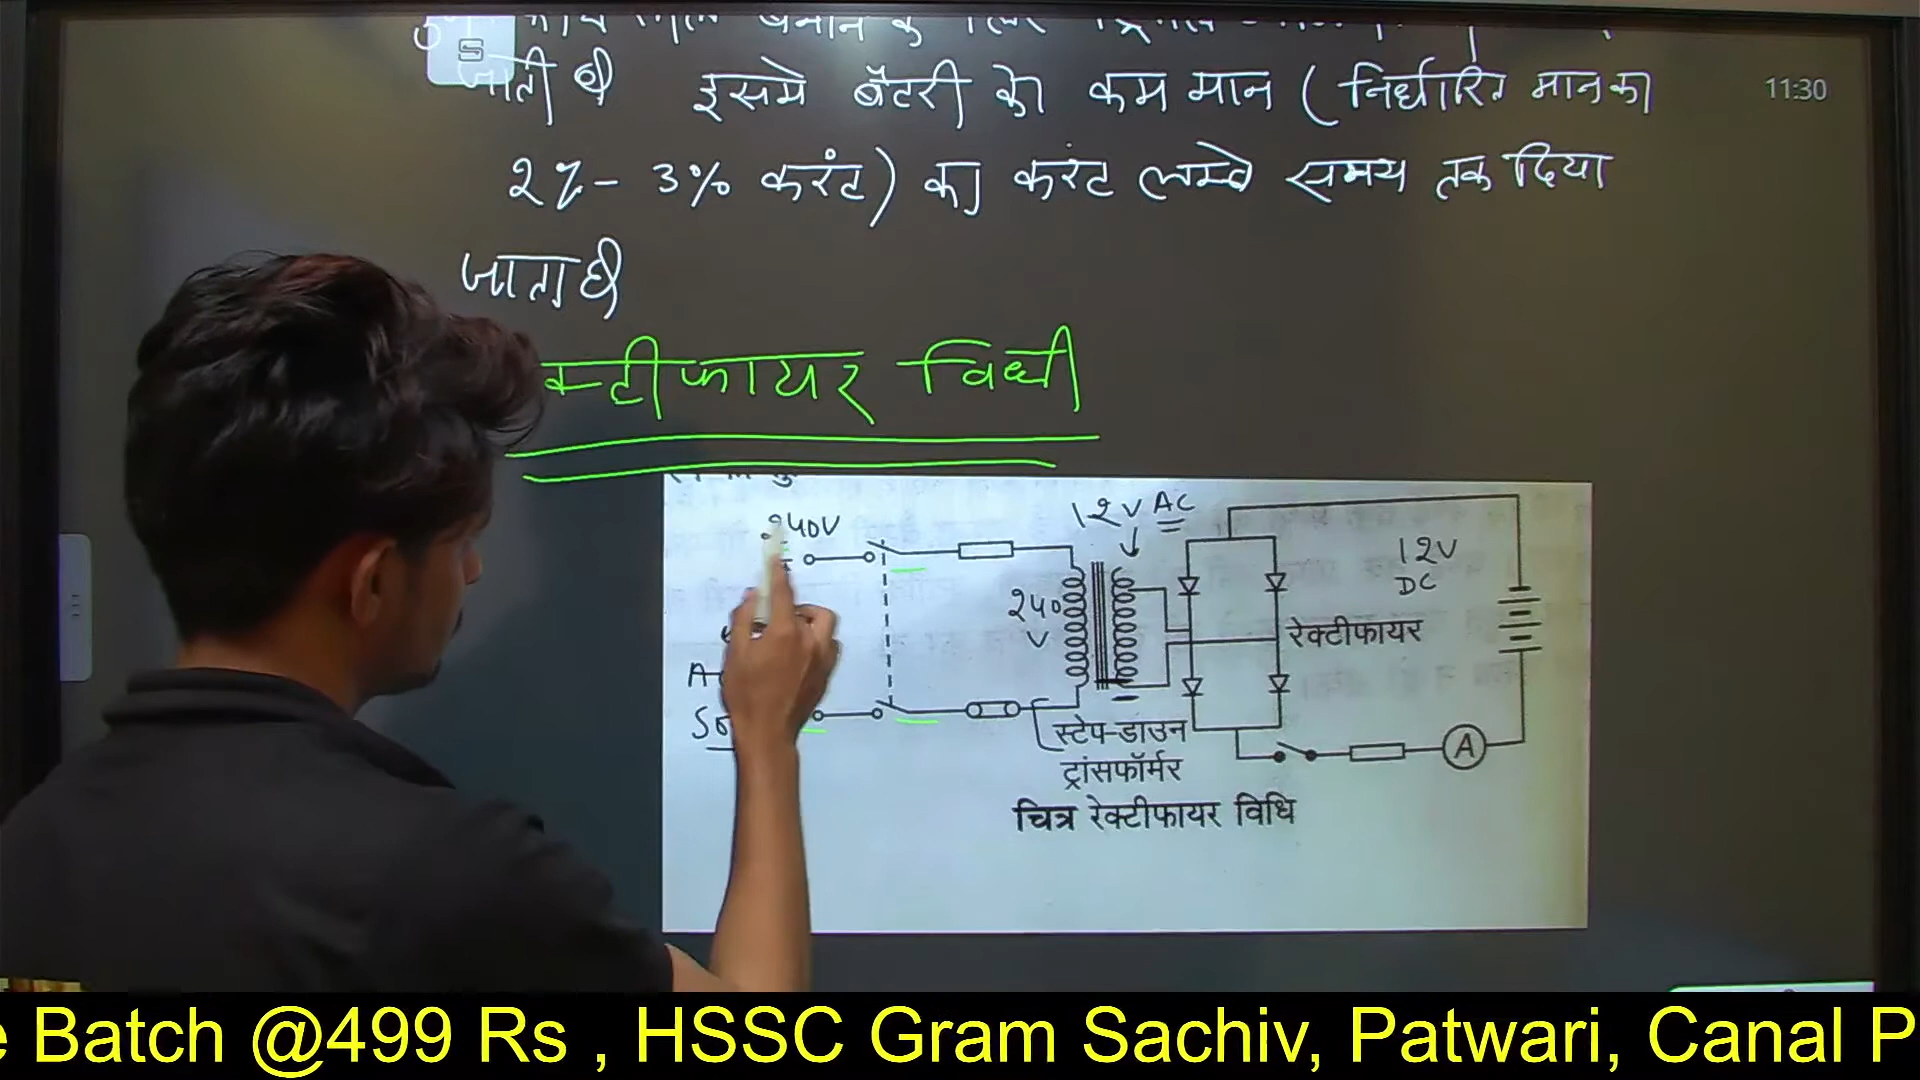 बनाने के लिए
जाती थी इसमे बैटरी को कम मान (निर्धारित मान का
11:30
2% - 3% करंट) का करंट लम्बे समय तक दिया
जाता थी
क्टीफायर विधी
240V
12V AC
12V
DC
240
V
रेक्टीफायर
A
स्टेप-डाउन
ट्रांसफॉर्मर
A
चित्र रेक्टीफायर विधि
e Batch @499 Rs , HSSC Gram Sachiv, Patwari, Canal P